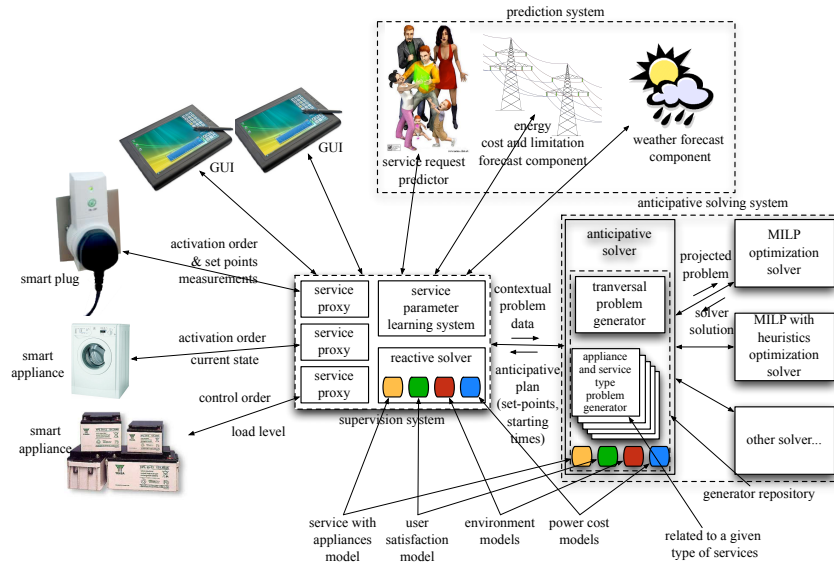 prediction system
GUI
GUI
service request
predictor
energy
cost and limitation
forecast component
weather forecast
component
anticipative solving system
smart plug
activation order
& set points
measurements
smart
appliance
activation order
current state
smart
appliance
control order
load level
service
proxy
service
proxy
service
proxy
service
parameter
learning system
reactive solver
supervision system
contextual
problem
data
anticipative
plan
(set-points,
starting
times)
anticipative
solver
tranversal
problem
generator
appliance
and service
type
problem
generator
projected
problem
solver
solution
MILP
optimization
solver
MILP with
heuristics
optimization
solver
other solver...
generator repository
service with
appliances
model
user
satisfaction
model
environment
models
power cost
models
related to a given
type of services